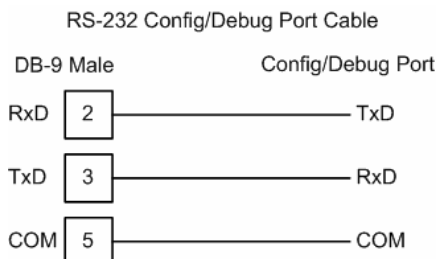 RS-232 Config/Debug Port Cable
DB-9 Male Config/Debug Port
RxD 2 TxD
TxD 3 RxD
COM 5 COM